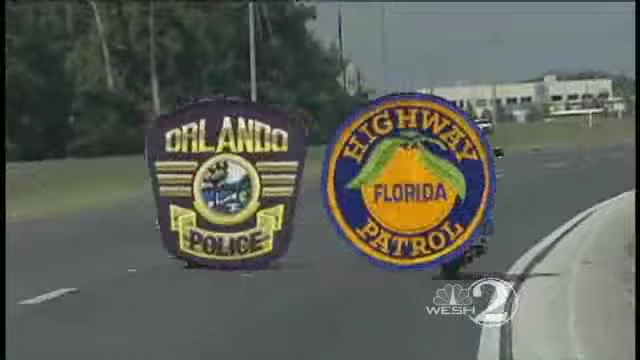 ORLANDO
POLICE
HIGHWAY
FLORIDA
PATROL
WESH 2